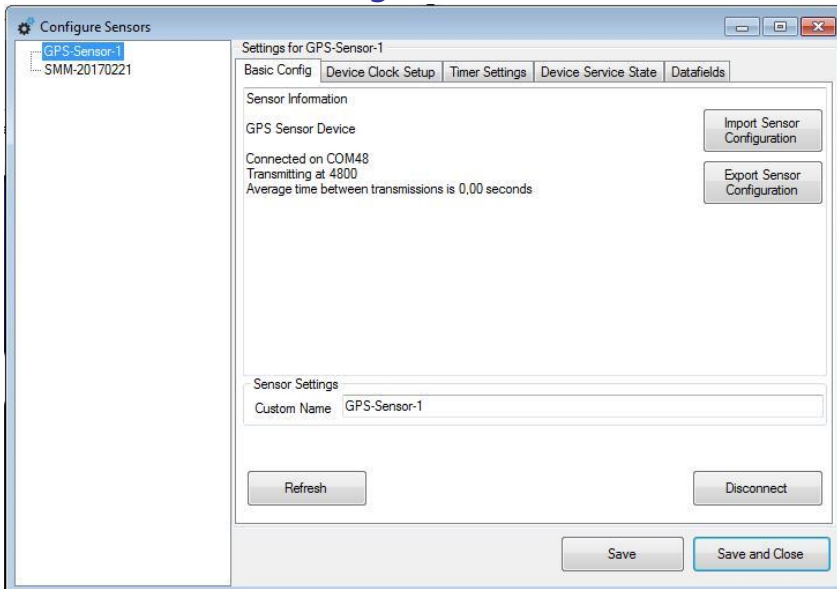 Configure Sensors
GPS-Sensor-1
SMM-20170221
Settings for GPS-Sensor-1
Basic Config Device Clock Setup Timer Settings Device Service State Datafields
Sensor Information
GPS Sensor Device
Connected on COM48
Transmitting at 4800
Average time between transmissions is 0,00 seconds
Import Sensor
Configuration
Export Sensor
Configuration
Sensor Settings
Custom Name GPS-Sensor-1
Refresh Disconnect
Save Save and Close